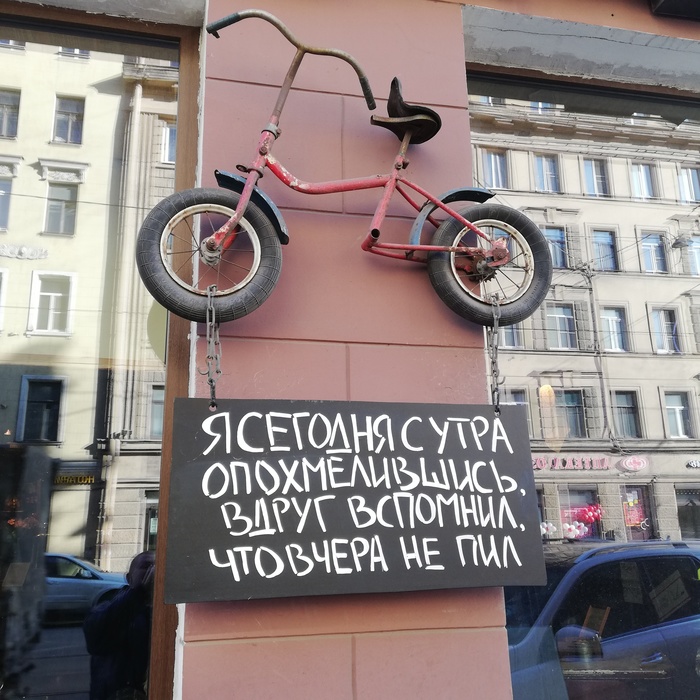 Я СЕГОДНЯ С УТРА
ОПОХМЕЛИВШИСЬ,
ВДРУГ ВСПОМНИЛ,
ЧТО ВЧЕРА НЕ ПИЛ